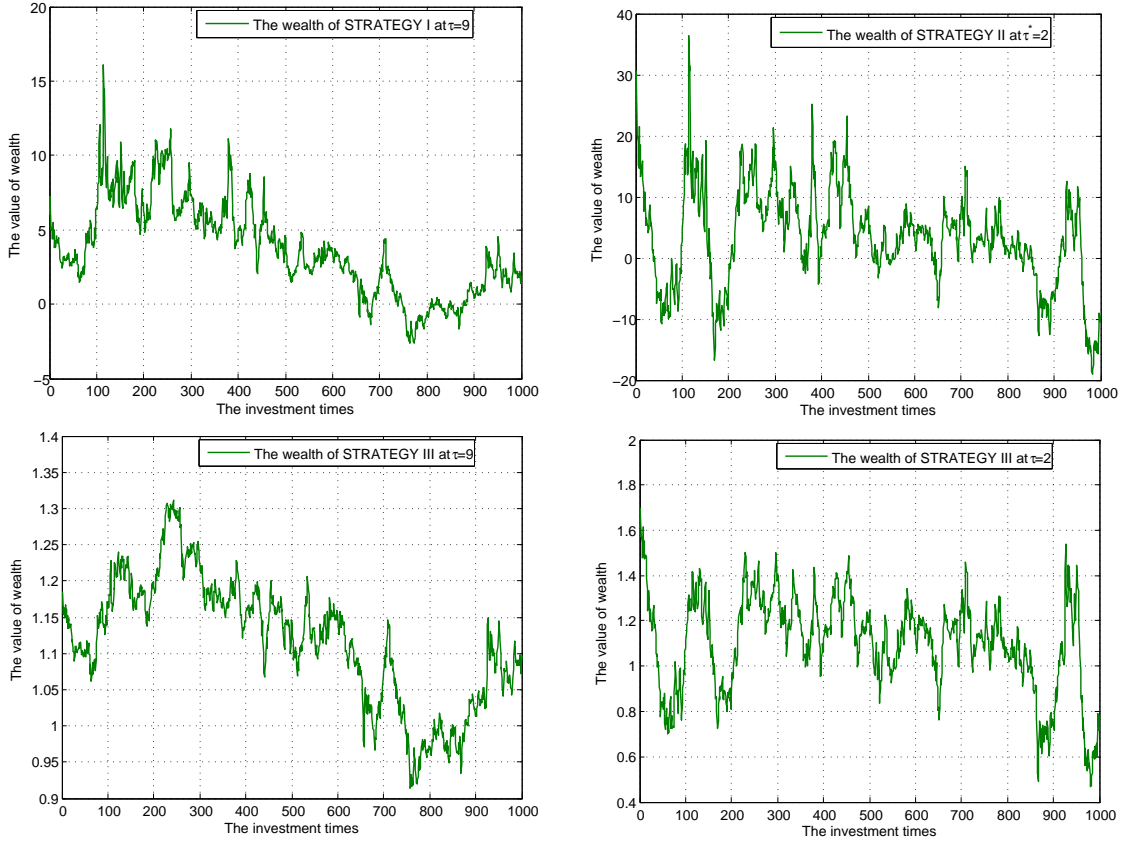 The wealth of STRATEGY I at τ=9
The value of wealth
20
15
10
5
0
−5
0 100 200 300 400 500 600 700 800 900 1000
The investment times
The wealth of STRATEGY II at τ*=2
The value of wealth
40
30
20
10
0
−10
−20
0 100 200 300 400 500 600 700 800 900 1000
The investment times
The wealth of STRATEGY III at τ=9
The value of wealth
1.4
1.35
1.3
1.25
1.2
1.15
1.1
1.05
1
0.95
0.9
0 100 200 300 400 500 600 700 800 900 1000
The investment times
The wealth of STRATEGY III at τ=2
The value of wealth
2
1.8
1.6
1.4
1.2
1
0.8
0.6
0.4
0 100 200 300 400 500 600 700 800 900 1000
The investment times